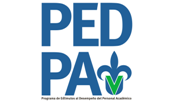 PED
PA
Programa de Estímulos al Desempeño del Personal Académico